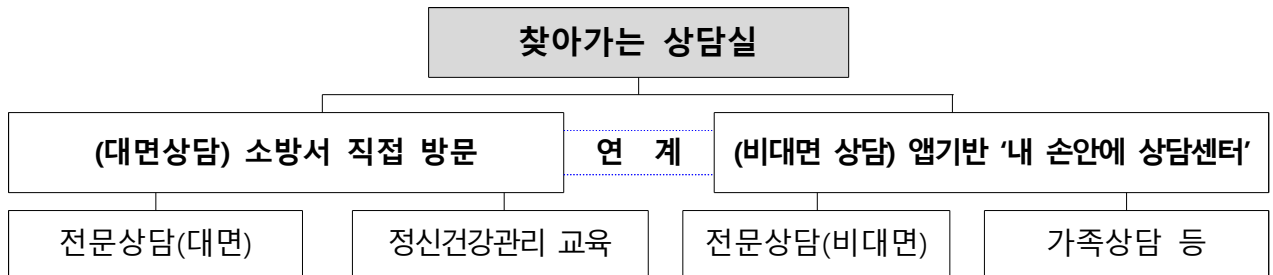 찾아가는 상담실
(대면상담) 소방서 직접 방문
연 계
(비대면 상담) 앱기반 ‘내 손안에 상담센터’
전문상담(대면)
정신건강관리 교육
전문상담(비대면)
가족상담 등